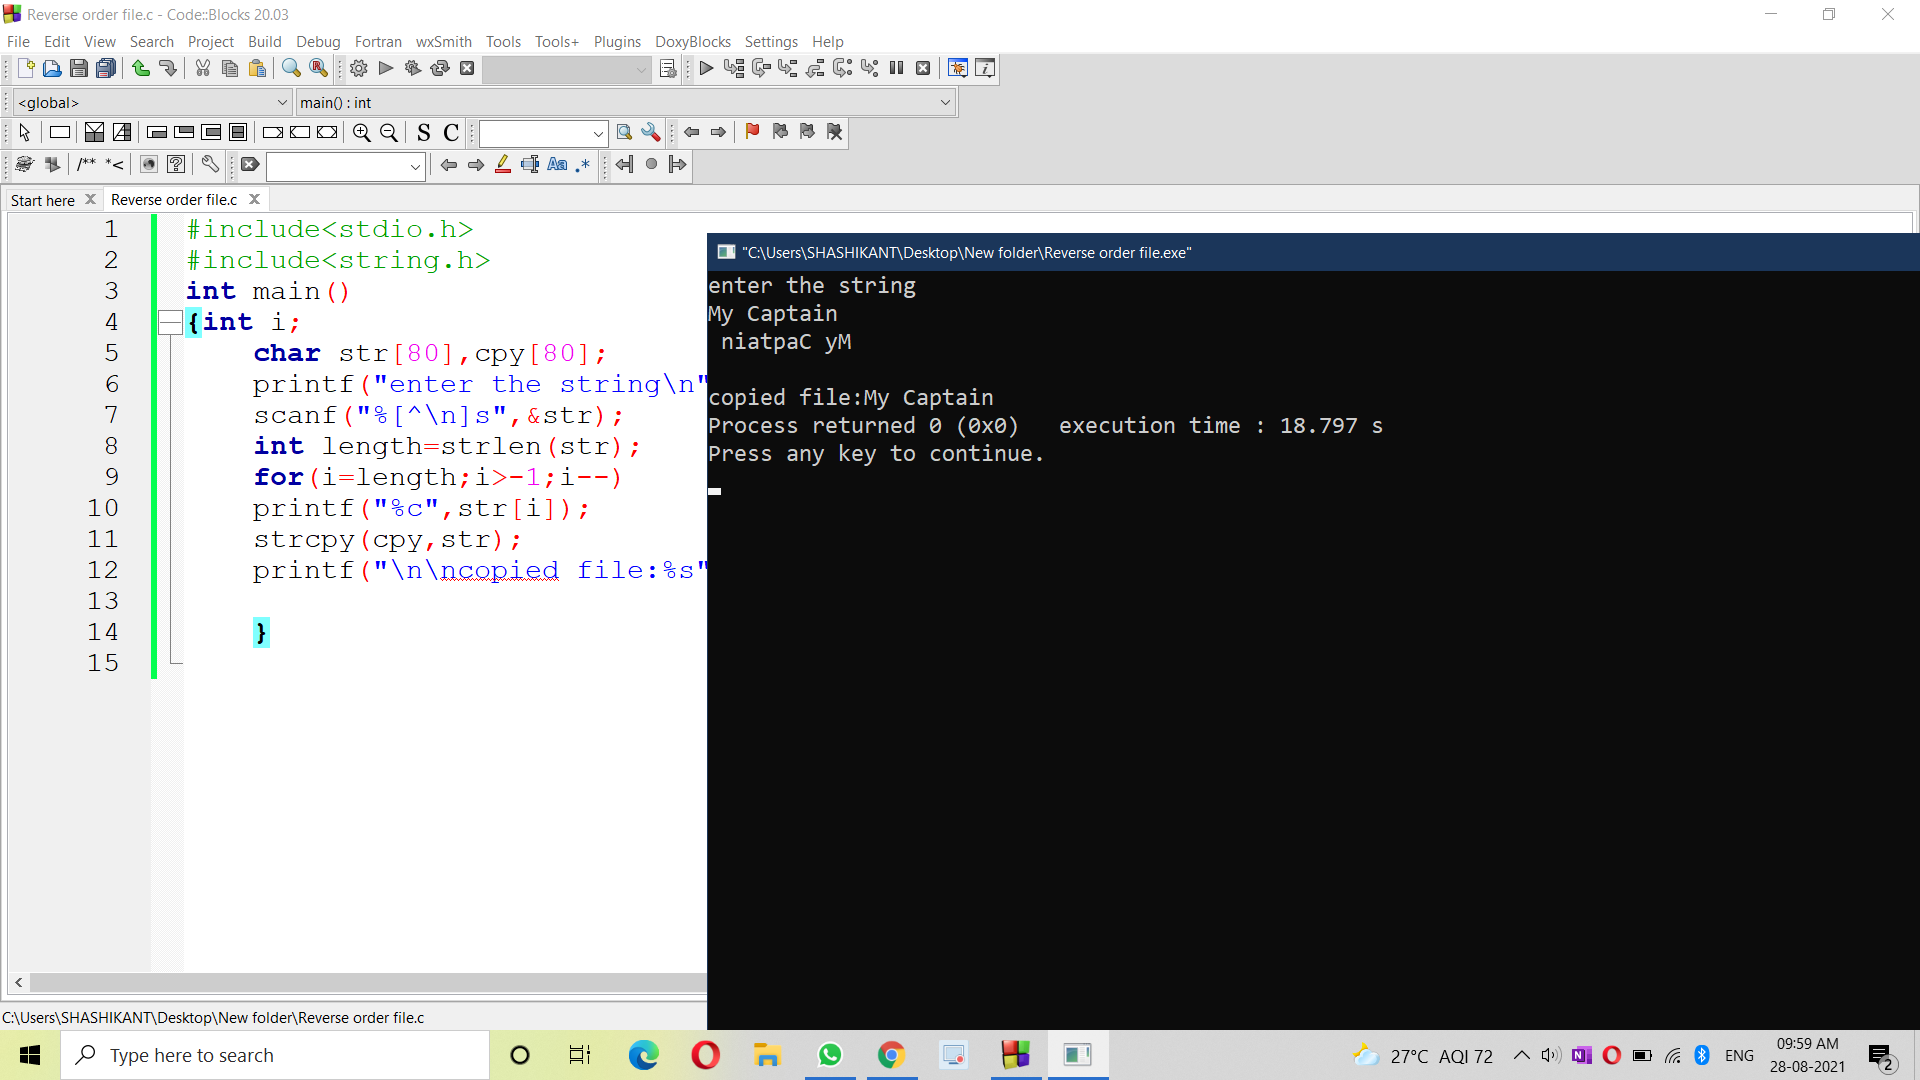 Reverse order file.c - Code::Blocks 20.03
File Edit View Search Project Build Debug Fortran wxSmith Tools Tools+ Plugins DoxyBlocks Settings Help
<global> main() : int
S C
/** *< Aa .*
Start here Reverse order file.c
1 #include<stdio.h>
2 #include<string.h>
3 int main()
4 {int i;
5 char str[80],cpy[80];
6 printf("enter the string\n"
7 scanf("%[^\n]s",&str);
8 int length=strlen(str);
9 for(i=length;i>-1;i--)
10 printf("%c",str[i]);
11 strcpy(cpy,str);
12 printf("\n\ncopied file:%s"
13
14 }
15
"C:\Users\SHASHIKANT\Desktop\New folder\Reverse order file.exe"
enter the string
My Captain
niatpaC yM
copied file:My Captain
Process returned 0 (0x0) execution time : 18.797 s
Press any key to continue.
C:\Users\SHASHIKANT\Desktop\New folder\Reverse order file.c
Type here to search
27°C AQI 72
ENG
09:59 AM
28-08-2021
2